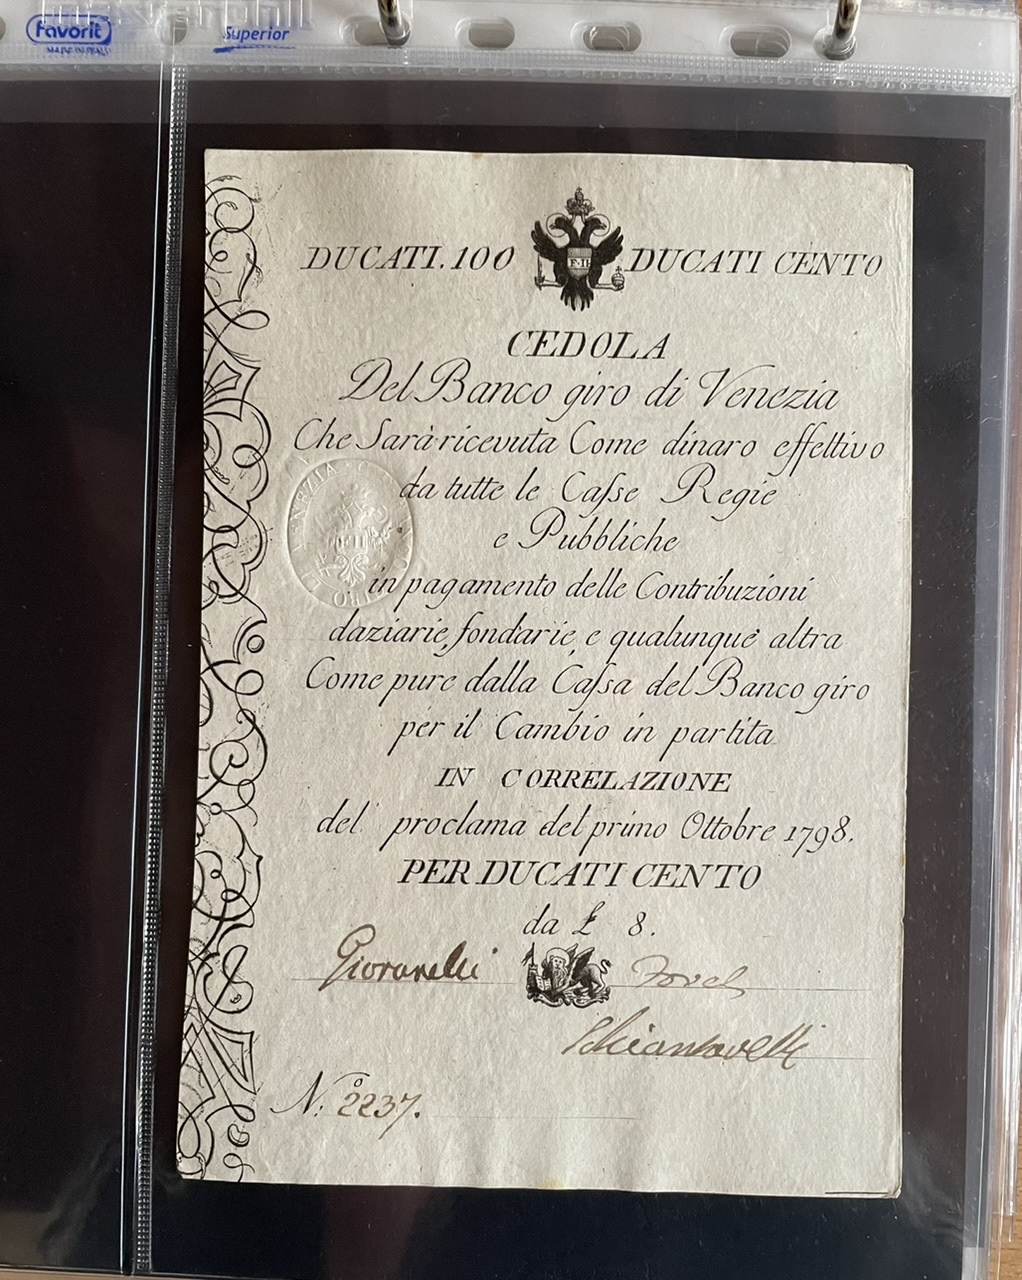 favorit
MADE IN ITALY
Superior
DUCATI. 100 DUCATI CENTO
F·II
CEDOLA
Del Banco giro di Venezia
Che Sarà ricevuta Come dinaro effettivo
da tutte le Caſse Regie
e Pubbliche
in pagamento delle Contribuzioni
daziarie, fondarie, e qualunque altra
Come pure dalla Caſsa del Banco giro
per il Cambio in partita
IN CORRELAZIONE
del proclama del primo Ottobre 1798.
PER DUCATI CENTO
da £ 8.
Giovanelli
N.º 2237.